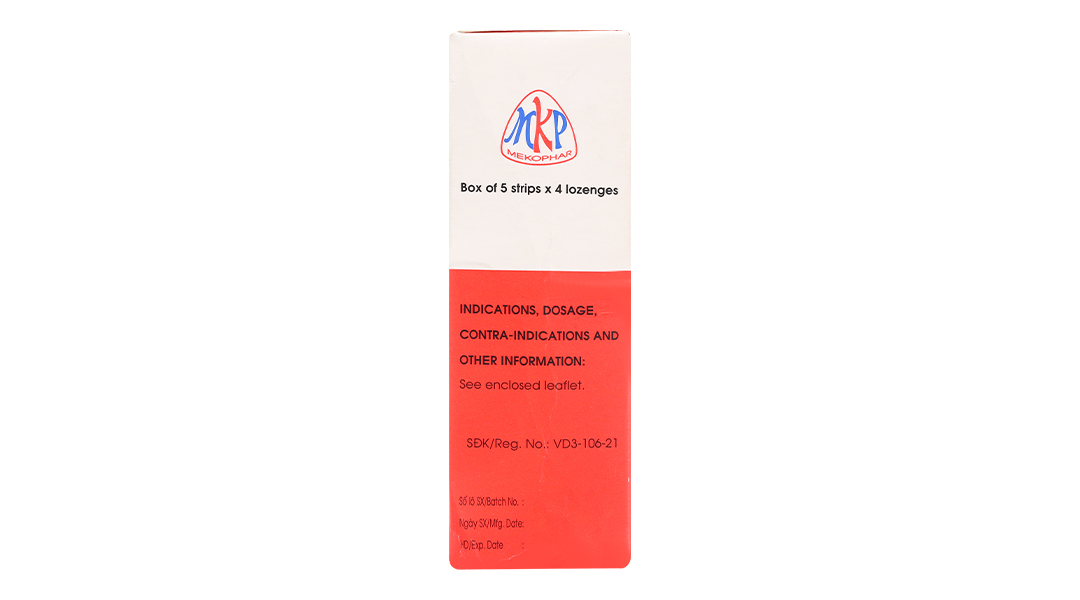 MKP
MEKOPHAR
Box of 5 strips x 4 lozenges
INDICATIONS, DOSAGE,
CONTRA-INDICATIONS AND
OTHER INFORMATION:
See enclosed leaflet.
SĐK/Reg. No.: VD3-106-21
Số lô SX/Batch No. :
Ngày SX/Mfg. Date:
HD/Exp. Date :